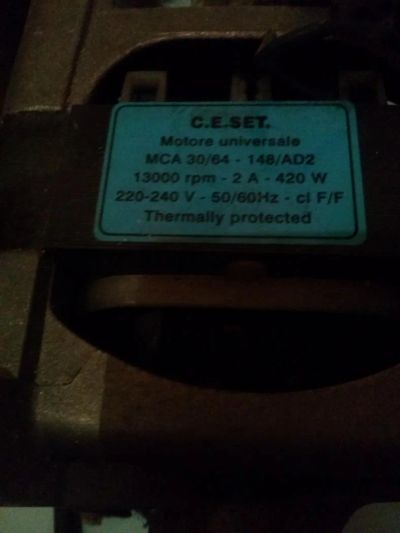 C.E.SET.
Motore universale
MCA 30/64 - 148/AD2
13000 rpm - 2 A - 420 W
220-240 V - 50/60Hz - cl F/F
Thermally protected